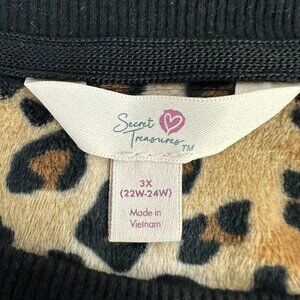 Secret
Treasures™
3X
(22W-24W)
Made in
Vietnam